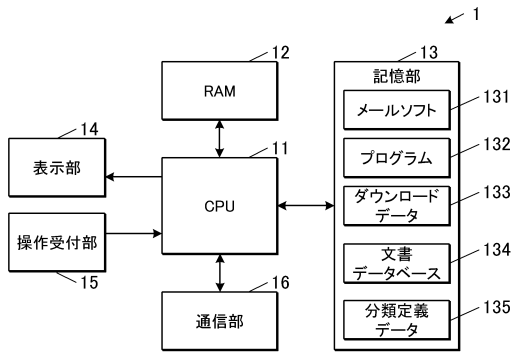 1
12
RAM
13
記憶部
メールソフト
131
プログラム
132
ダウンロード
データ
133
文書
データベース
134
分類定義
データ
135
14
表示部
11
CPU
操作受付部
15
16
通信部